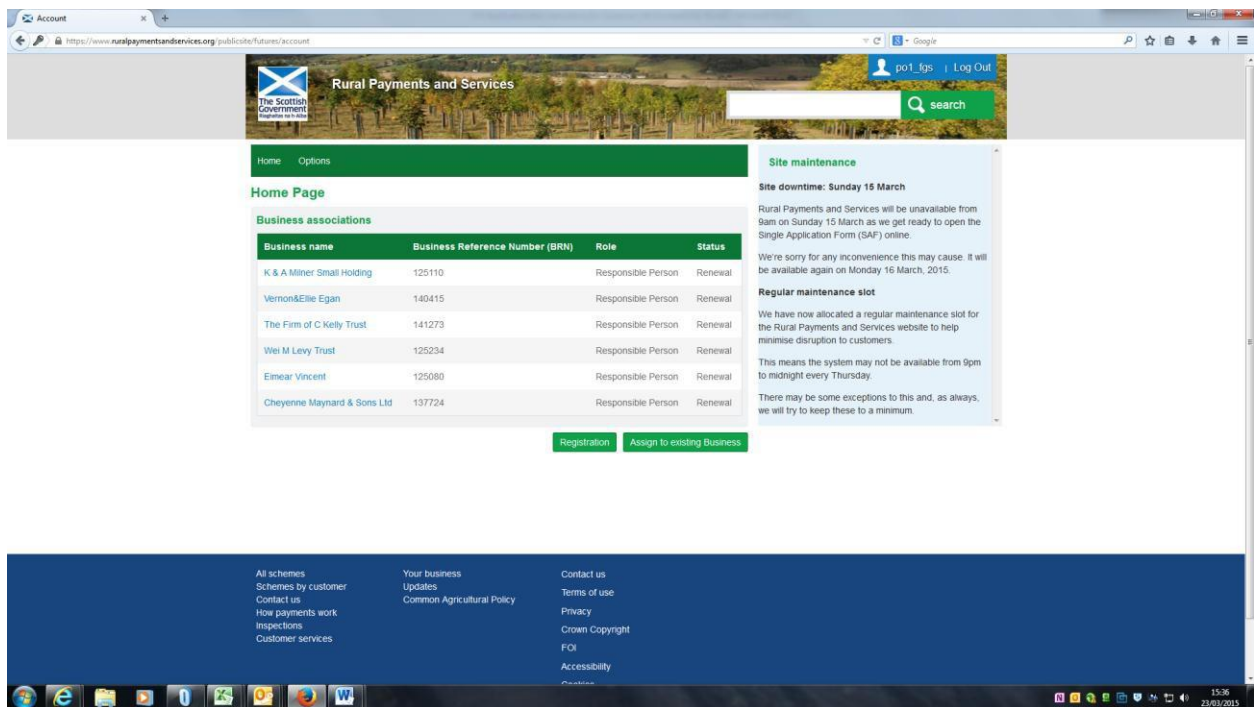 Account
https://www.ruralpaymentsandservices.org/publicsite/futures/account
Google
The Scottish
Government
Riaghaltas na h-Alba
Rural Payments and Services
po1_fgs | Log Out
search
Home Options
Home Page
Business associations
Business name Business Reference Number (BRN) Role Status
K & A Milner Small Holding 125110 Responsible Person Renewal
Vernon&Ellie Egan 140415 Responsible Person Renewal
The Firm of C Kelly Trust 141273 Responsible Person Renewal
Wei M Levy Trust 125234 Responsible Person Renewal
Eimear Vincent 125080 Responsible Person Renewal
Cheyenne Maynard & Sons Ltd 137724 Responsible Person Renewal
Registration Assign to existing Business
Site maintenance
Site downtime: Sunday 15 March
Rural Payments and Services will be unavailable from
9am on Sunday 15 March as we get ready to open the
Single Application Form (SAF) online.
We're sorry for any inconvenience this may cause. It will
be available again on Monday 16 March, 2015.
Regular maintenance slot
We have now allocated a regular maintenance slot for
the Rural Payments and Services website to help
minimise disruption to customers.
This means the system may not be available from 9pm
to midnight every Thursday.
There may be some exceptions to this and, as always,
we will try to keep these to a minimum.
All schemes
Schemes by customer
Contact us
How payments work
Inspections
Customer services
Your business
Updates
Common Agricultural Policy
Contact us
Terms of use
Privacy
Crown Copyright
FOI
Accessibility
Cookies
15:36
23/03/2015